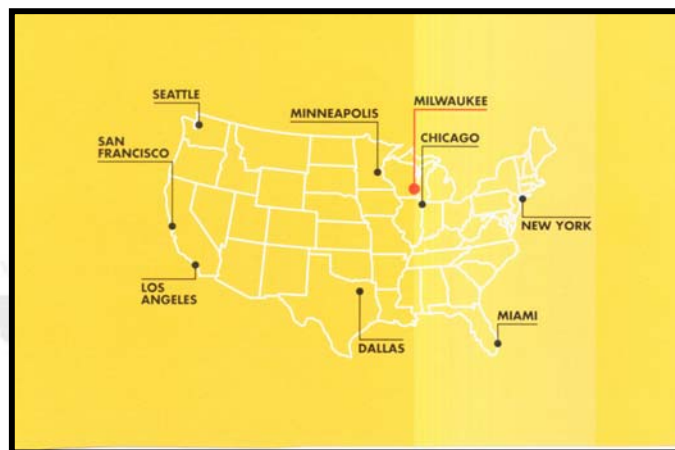 SEATTLE
MINNEAPOLIS
MILWAUKEE
CHICAGO
SAN
FRANCISCO
NEW YORK
LOS
ANGELES
MIAMI
DALLAS